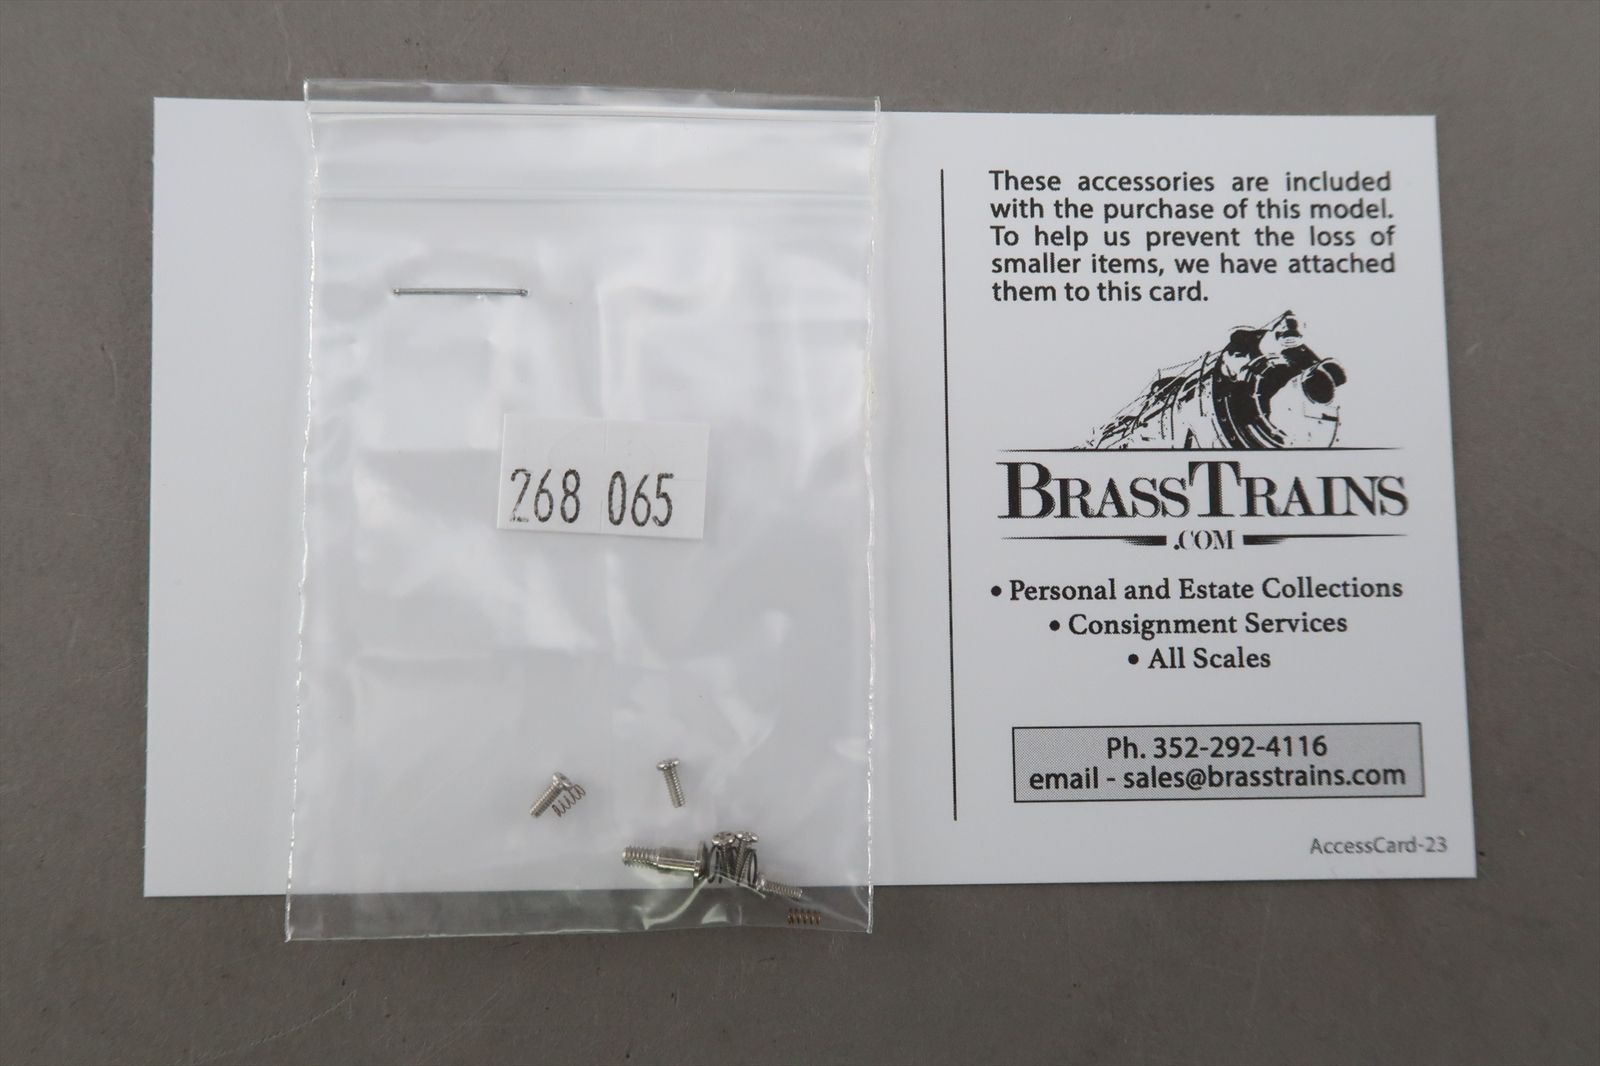 268 065
These accessories are included
with the purchase of this model.
To help us prevent the loss of
smaller items, we have attached
them to this card.
BRASSTRAINS
.COM
• Personal and Estate Collections
• Consignment Services
• All Scales
Ph. 352-292-4116
email - sales@brasstrains.com
AccessCard-23